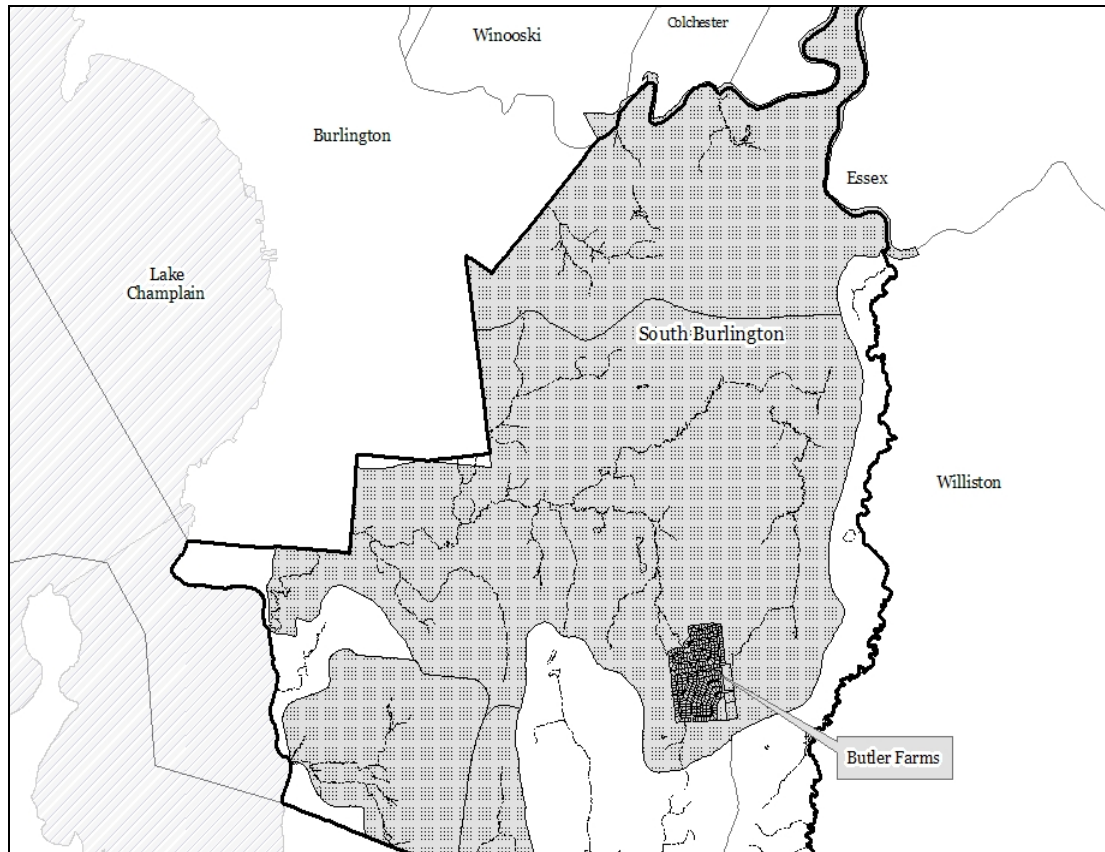 Colchester
Winooski
Burlington
Essex
Lake
Champlain
South Burlington
Williston
Butler Farms